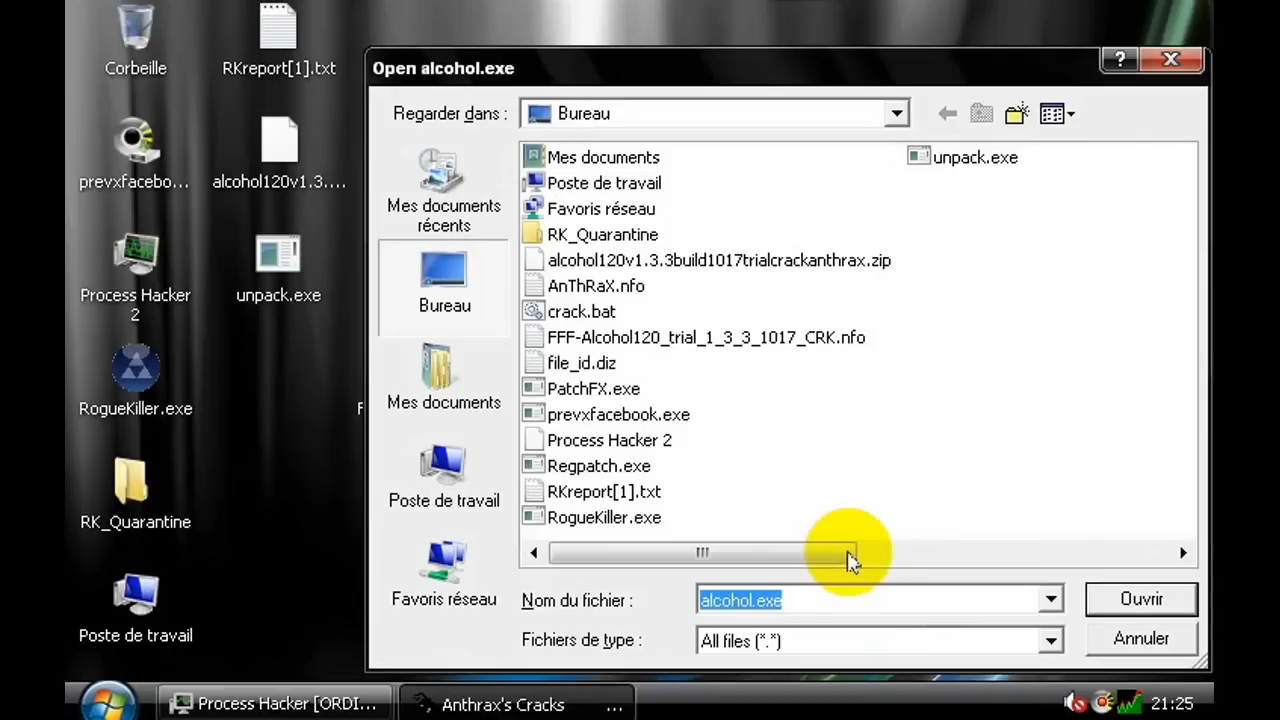 Corbeille
RKreport[1].txt
prevxfacebo...
alcohol120v1.3....
Process Hacker
2
unpack.exe
RogueKiller.exe
F
RK_Quarantine
Poste de travail
Open alcohol.exe
?
Regarder dans :
Bureau
Mes documents
récents
Bureau
Mes documents
Poste de travail
Favoris réseau
Mes documents
Poste de travail
Favoris réseau
RK_Quarantine
alcohol120v1.3.3build1017trialcrackanthrax.zip
AnThRaX.nfo
crack.bat
FFF-Alcohol120_trial_1_3_3_1017_CRK.nfo
file_id.diz
PatchFX.exe
prevxfacebook.exe
Process Hacker 2
Regpatch.exe
RKreport[1].txt
RogueKiller.exe
unpack.exe
Nom du fichier :
alcohol.exe
Ouvrir
Fichiers de type :
All files (*.*)
Annuler
Process Hacker [ORDI...
Anthrax's Cracks ...
21:25